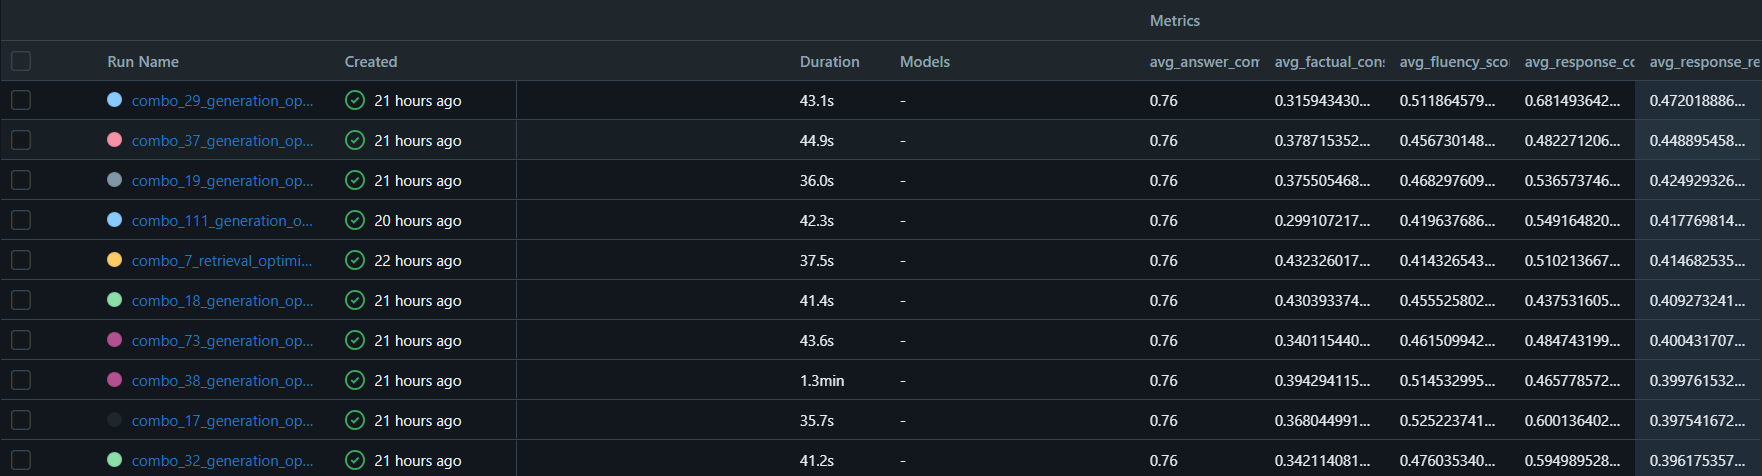 Metrics
Run Name Created Duration Models avg_answer_com avg_factual_cons avg_fluency_sco avg_response_co avg_response_re
combo_29_generation_op... 21 hours ago 43.1s - 0.76 0.315943430... 0.511864579... 0.681493642... 0.472018886...
combo_37_generation_op... 21 hours ago 44.9s - 0.76 0.378715352... 0.456730148... 0.482271206... 0.448895458...
combo_19_generation_op... 21 hours ago 36.0s - 0.76 0.375505468... 0.468297609... 0.536573746... 0.424929326...
combo_111_generation_o... 20 hours ago 42.3s - 0.76 0.299107217... 0.419637686... 0.549164820... 0.417769814...
combo_7_retrieval_optimi... 22 hours ago 37.5s - 0.76 0.432326017... 0.414326543... 0.510213667... 0.414682535...
combo_18_generation_op... 21 hours ago 41.4s - 0.76 0.430393374... 0.455525802... 0.437531605... 0.409273241...
combo_73_generation_op... 21 hours ago 43.6s - 0.76 0.340115440... 0.461509942... 0.484743199... 0.400431707...
combo_38_generation_op... 21 hours ago 1.3min - 0.76 0.394294115... 0.514532995... 0.465778572... 0.399761532...
combo_17_generation_op... 21 hours ago 35.7s - 0.76 0.368044991... 0.525223741... 0.600136402... 0.397541672...
combo_32_generation_op... 21 hours ago 41.2s - 0.76 0.342114081... 0.476035340... 0.594989528... 0.396175357...